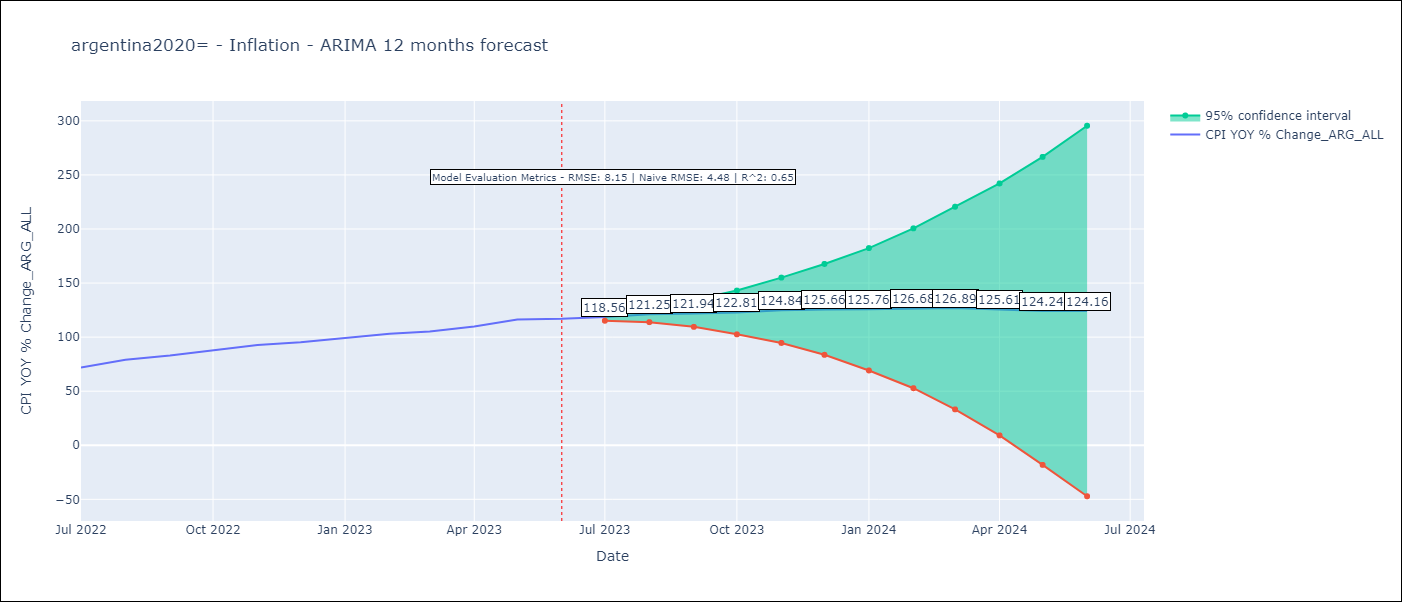 argentina2020= - Inflation - ARIMA 12 months forecast
95% confidence interval
CPI YOY % Change_ARG_ALL
CPI YOY % Change_ARG_ALL
300
250
200
150
100
50
0
−50
Model Evaluation Metrics - RMSE: 8.15 | Naive RMSE: 4.48 | R^2: 0.65
118.56 121.25 121.94 122.81 124.84 125.66 125.76 126.68 126.89 125.61 124.24 124.16
Jul 2022 Oct 2022 Jan 2023 Apr 2023 Jul 2023 Oct 2023 Jan 2024 Apr 2024 Jul 2024
Date